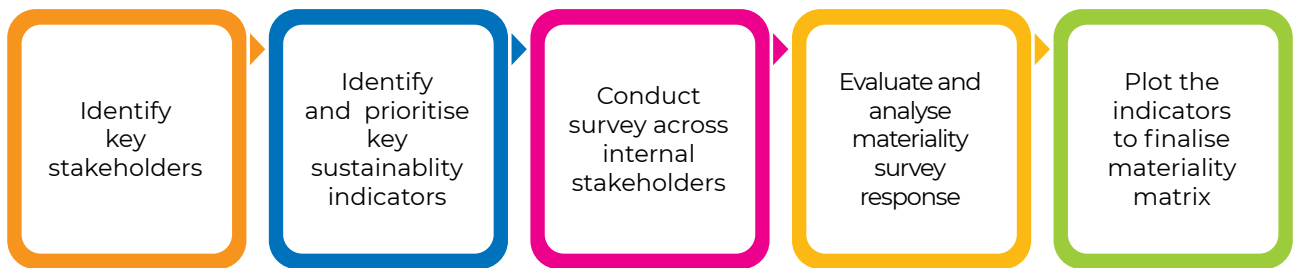 Identify
key
stakeholders
Identify
and prioritise
key
sustainablity
indicators
Conduct
survey across
internal
stakeholders
Evaluate and
analyse
materiality
survey
response
Plot the
indicators
to finalise
materiality
matrix